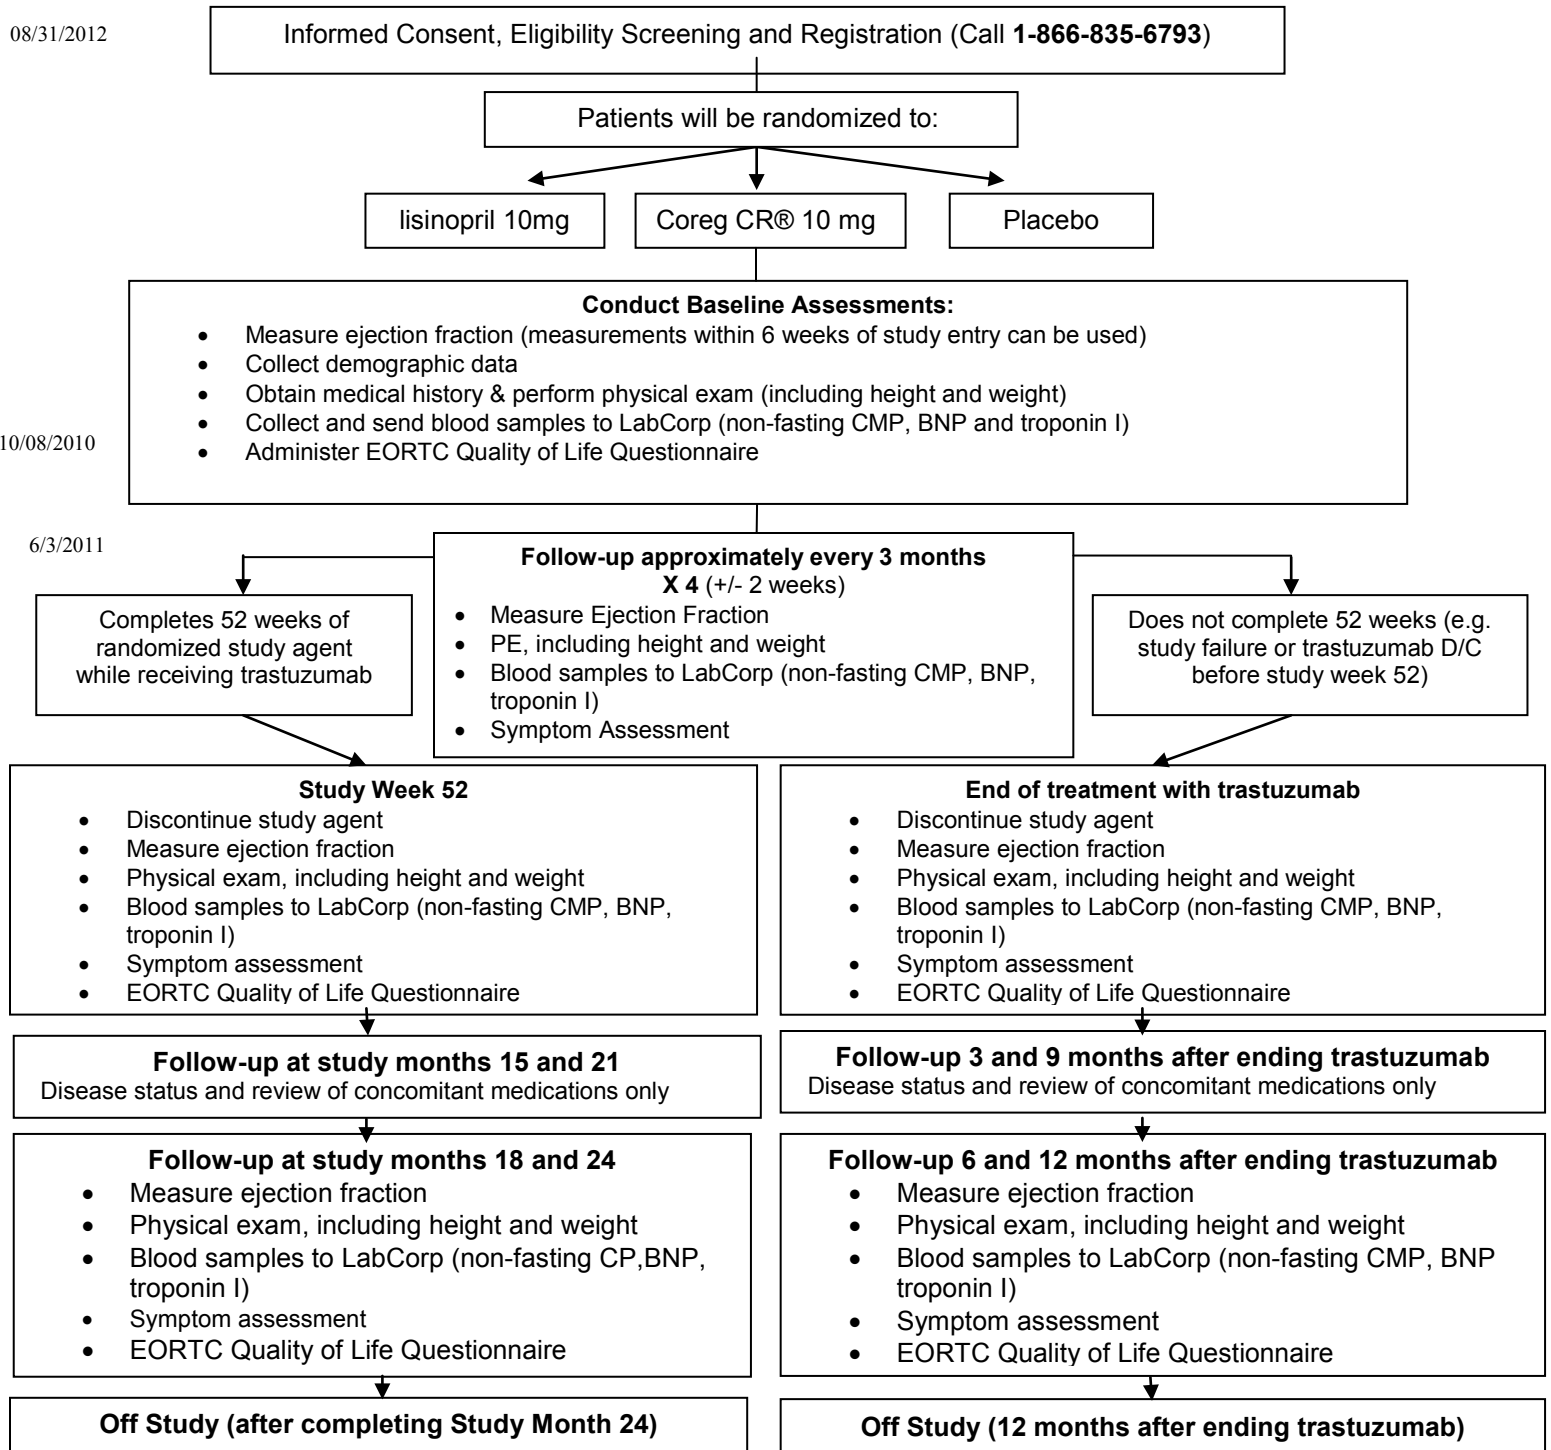 08/31/2012
Informed Consent, Eligibility Screening and Registration (Call 1-866-835-6793)
Patients will be randomized to:
lisinopril 10mg
Coreg CR® 10 mg
Placebo
Conduct Baseline Assessments:
• Measure ejection fraction (measurements within 6 weeks of study entry can be used)
• Collect demographic data
• Obtain medical history & perform physical exam (including height and weight)
• Collect and send blood samples to LabCorp (non-fasting CMP, BNP and troponin I)
• Administer EORTC Quality of Life Questionnaire
10/08/2010
6/3/2011
Follow-up approximately every 3 months
X 4 (+/- 2 weeks)
• Measure Ejection Fraction
• PE, including height and weight
• Blood samples to LabCorp (non-fasting CMP, BNP,
troponin I)
• Symptom Assessment
Completes 52 weeks of
randomized study agent
while receiving trastuzumab
Does not complete 52 weeks (e.g.
study failure or trastuzumab D/C
before study week 52)
Study Week 52
• Discontinue study agent
• Measure ejection fraction
• Physical exam, including height and weight
• Blood samples to LabCorp (non-fasting CMP, BNP,
troponin I)
• Symptom assessment
• EORTC Quality of Life Questionnaire
End of treatment with trastuzumab
• Discontinue study agent
• Measure ejection fraction
• Physical exam, including height and weight
• Blood samples to LabCorp (non-fasting CMP, BNP,
troponin I)
• Symptom assessment
• EORTC Quality of Life Questionnaire
Follow-up at study months 15 and 21
Disease status and review of concomitant medications only
Follow-up 3 and 9 months after ending trastuzumab
Disease status and review of concomitant medications only
Follow-up at study months 18 and 24
• Measure ejection fraction
• Physical exam, including height and weight
• Blood samples to LabCorp (non-fasting CP,BNP,
troponin I)
• Symptom assessment
• EORTC Quality of Life Questionnaire
Follow-up 6 and 12 months after ending trastuzumab
• Measure ejection fraction
• Physical exam, including height and weight
• Blood samples to LabCorp (non-fasting CMP, BNP
troponin I)
• Symptom assessment
• EORTC Quality of Life Questionnaire
Off Study (after completing Study Month 24)
Off Study (12 months after ending trastuzumab)